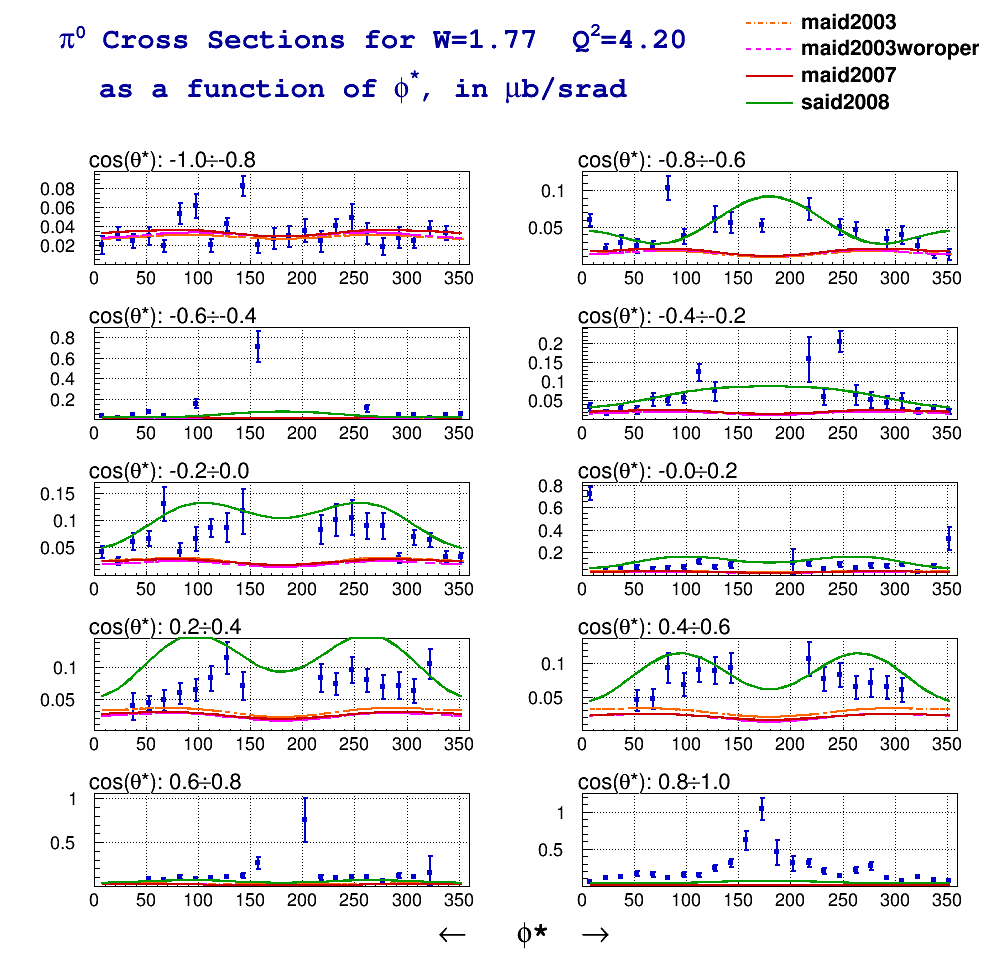 π⁰ Cross Sections for W=1.77 Q²=4.20
as a function of ϕ*, in μb/srad
maid2003
maid2003woroper
maid2007
said2008
cos(θ*): -1.0÷-0.8
0.08
0.06
0.04
0.02
0 50 100 150 200 250 300 350
cos(θ*): -0.8÷-0.6
0.1
0.05
0 50 100 150 200 250 300 350
cos(θ*): -0.6÷-0.4
0.8
0.6
0.4
0.2
0 50 100 150 200 250 300 350
cos(θ*): -0.4÷-0.2
0.2
0.15
0.1
0.05
0 50 100 150 200 250 300 350
cos(θ*): -0.2÷0.0
0.15
0.1
0.05
0 50 100 150 200 250 300 350
cos(θ*): -0.0÷0.2
0.8
0.6
0.4
0.2
0 50 100 150 200 250 300 350
cos(θ*): 0.2÷0.4
0.1
0.05
0 50 100 150 200 250 300 350
cos(θ*): 0.4÷0.6
0.1
0.05
0 50 100 150 200 250 300 350
cos(θ*): 0.6÷0.8
1
0.5
0 50 100 150 200 250 300 350
cos(θ*): 0.8÷1.0
1
0.5
0 50 100 150 200 250 300 350
← ϕ* →